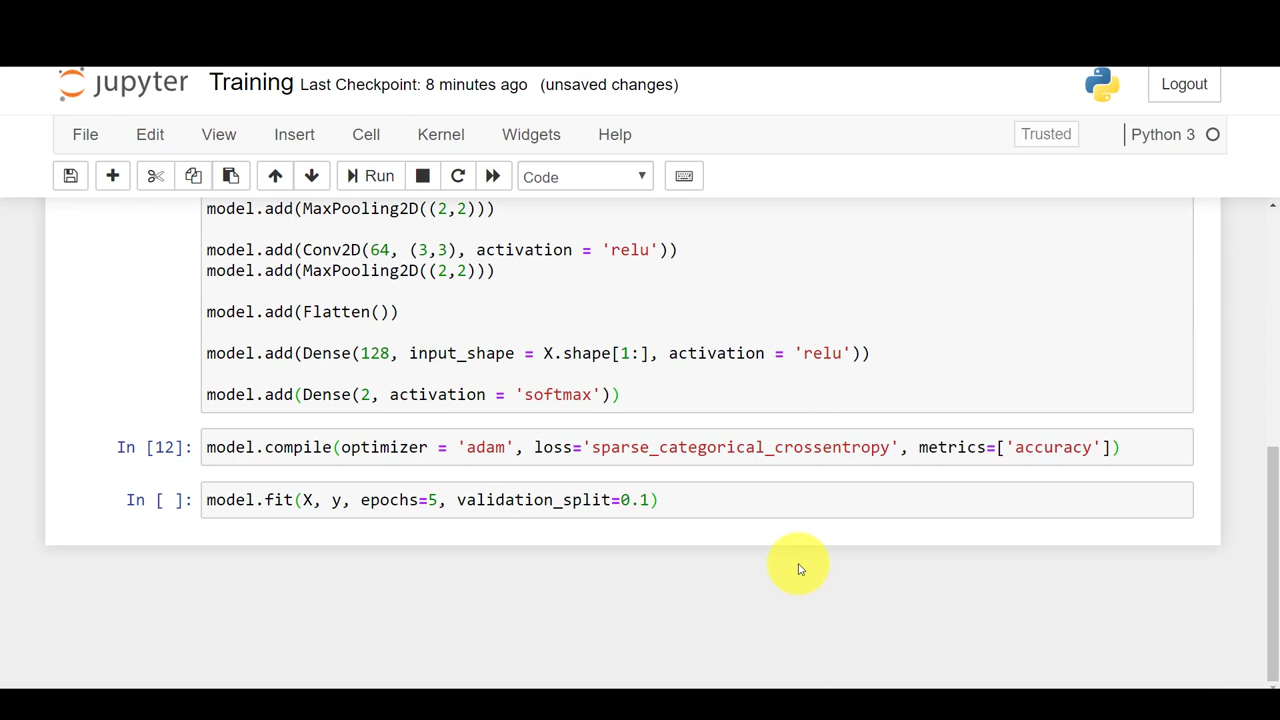 jupyter Training Last Checkpoint: 8 minutes ago (unsaved changes) Logout
File Edit View Insert Cell Kernel Widgets Help Trusted Python 3
Run Code
model.add(MaxPooling2D((2,2)))
model.add(Conv2D(64, (3,3), activation = 'relu'))
model.add(MaxPooling2D((2,2)))
model.add(Flatten())
model.add(Dense(128, input_shape = X.shape[1:], activation = 'relu'))
model.add(Dense(2, activation = 'softmax'))
In [12]: model.compile(optimizer = 'adam', loss='sparse_categorical_crossentropy', metrics=['accuracy'])
In [ ]: model.fit(X, y, epochs=5, validation_split=0.1)